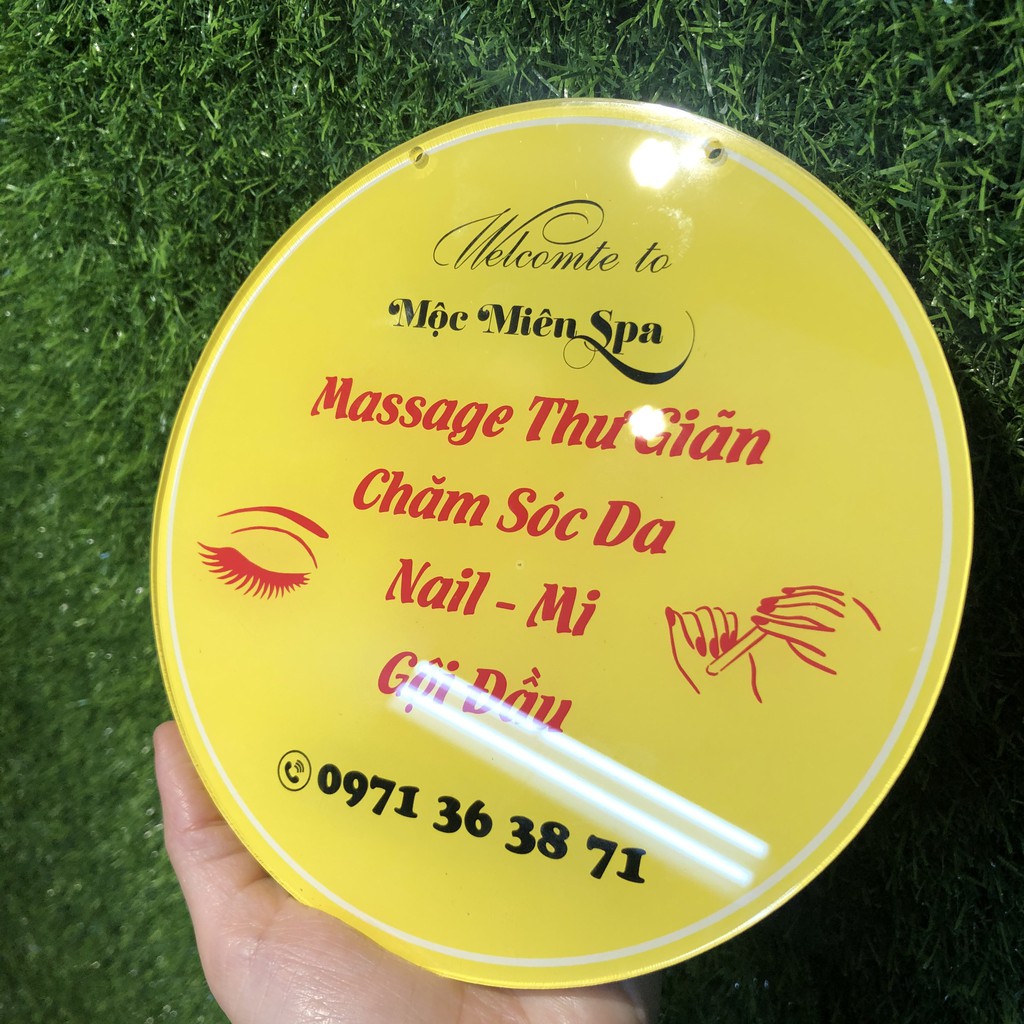 Welcomte to
Mộc Miên Spa
Massage Thư Giãn
Chăm Sóc Da
Nail - Mi
Gội Đầu
0971 36 38 71